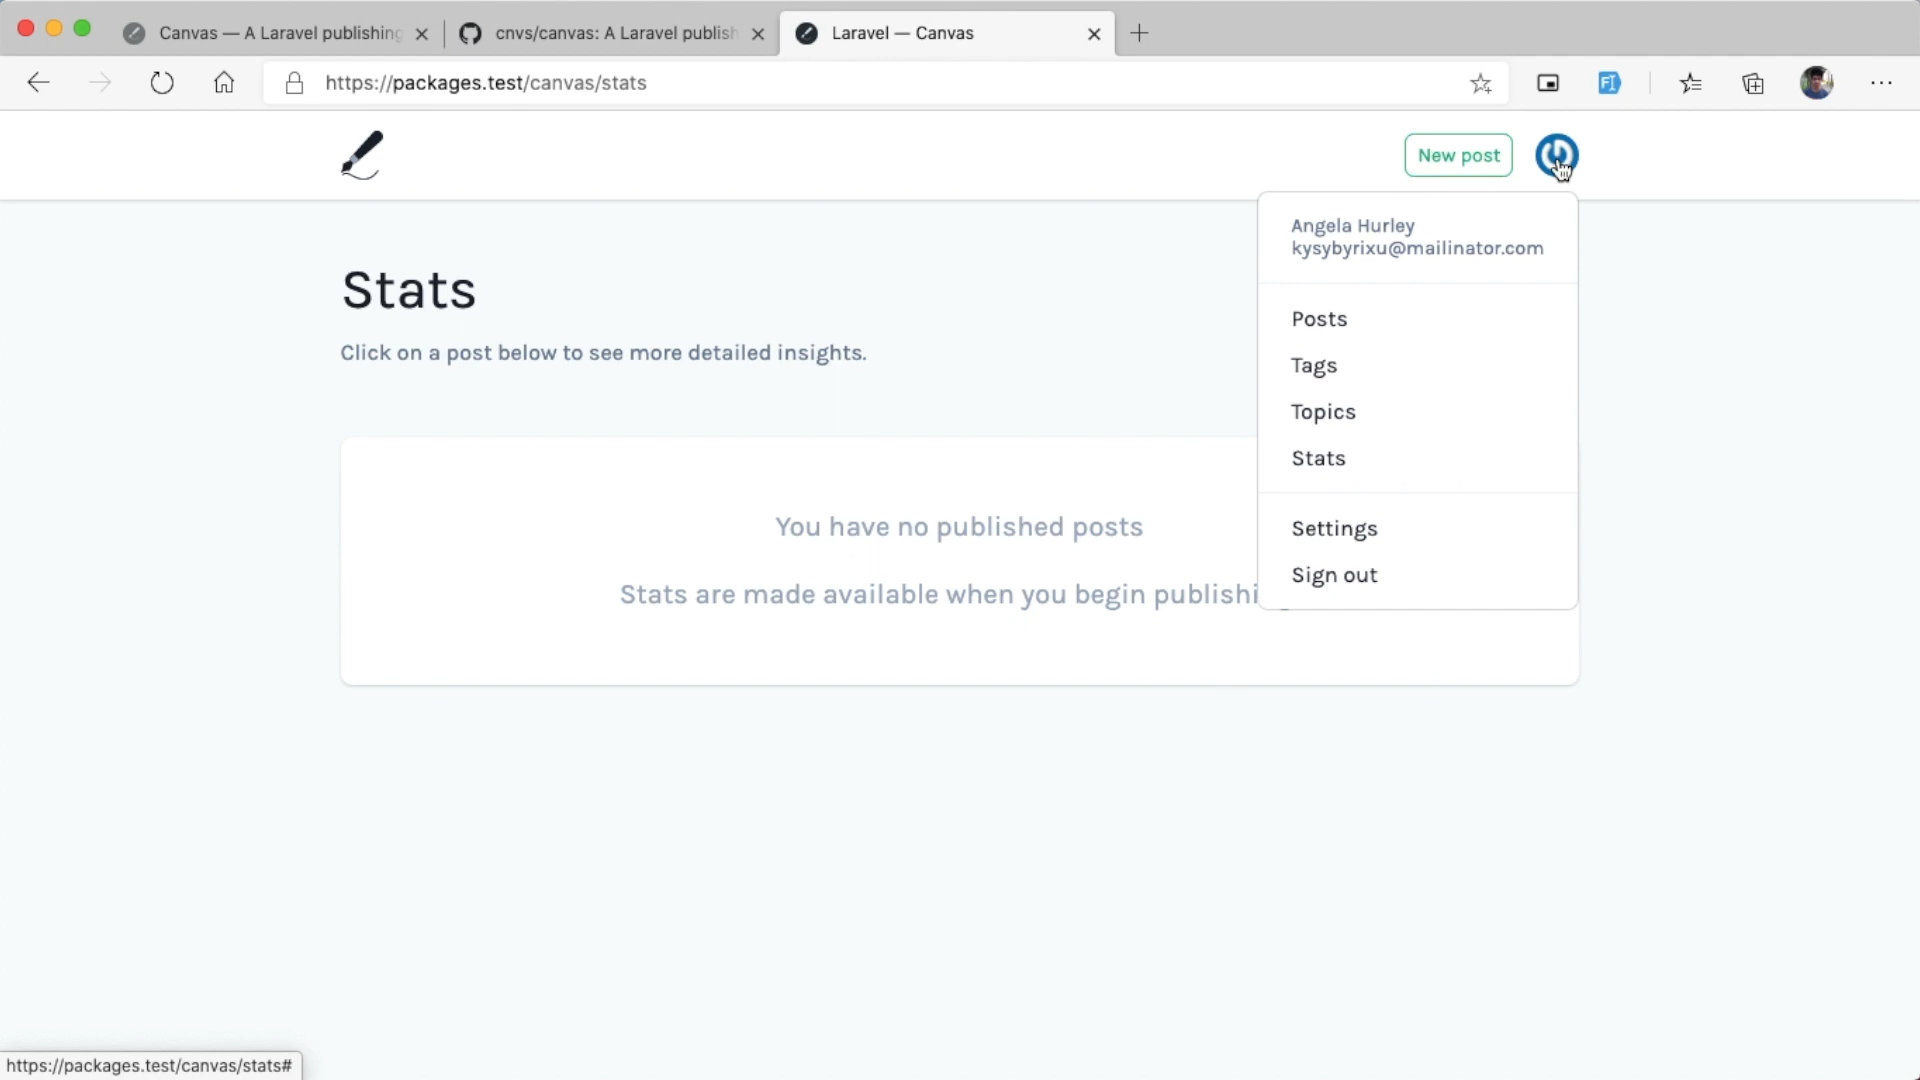 Canvas — A Laravel publishing
cnvs/canvas: A Laravel publish
Laravel — Canvas
https://packages.test/canvas/stats
New post
Angela Hurley
kysybyrixu@mailinator.com
Stats
Click on a post below to see more detailed insights.
Posts
Tags
Topics
Stats
Settings
Sign out
You have no published posts
Stats are made available when you begin publishi
https://packages.test/canvas/stats#